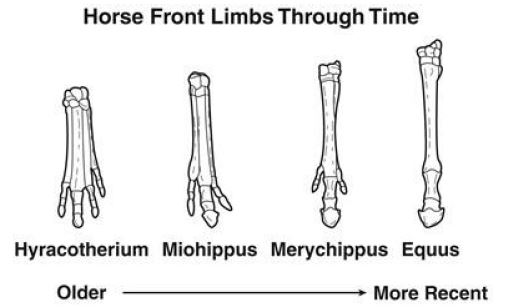 Horse Front Limbs Through Time
Hyracotherium Miohippus Merychippus Equus
Older More Recent